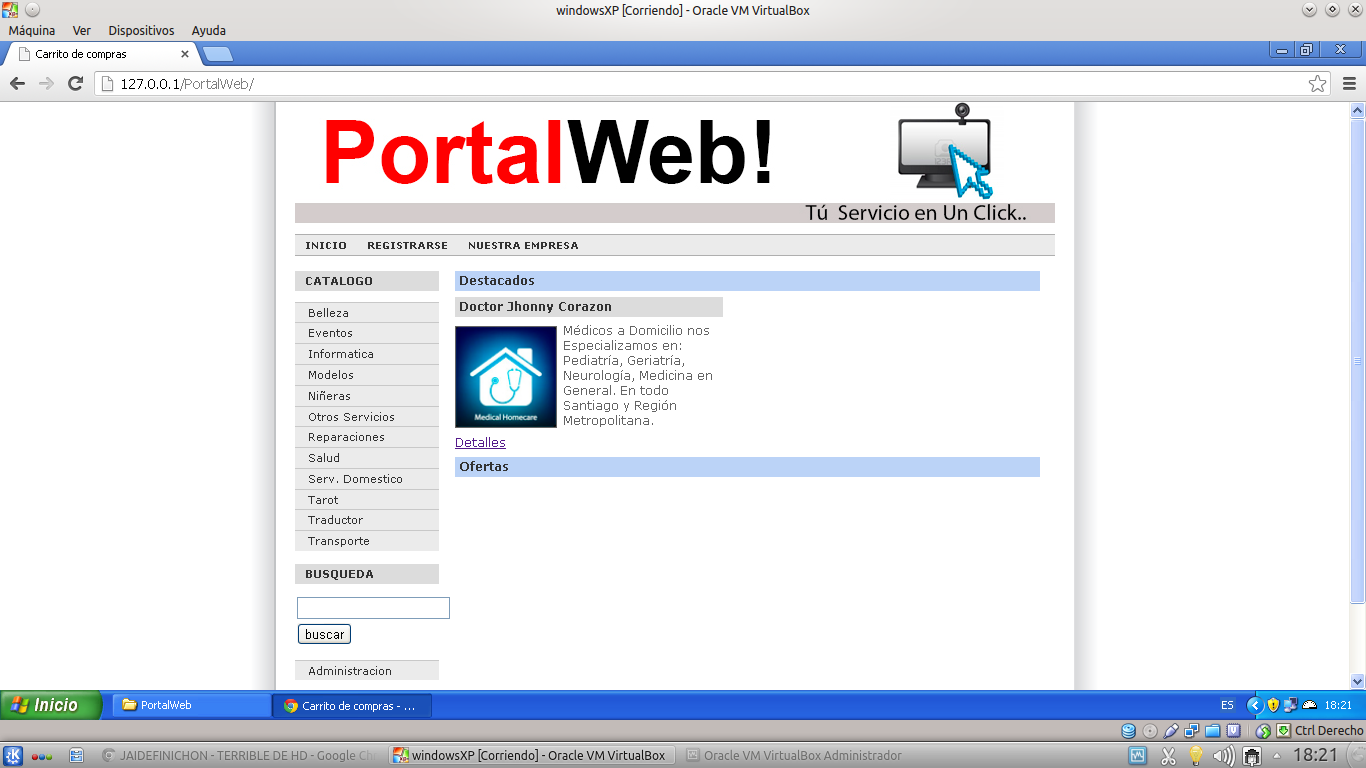 windowsXP [Corriendo] - Oracle VM VirtualBox
Máquina Ver Dispositivos Ayuda
Carrito de compras
127.0.0.1/PortalWeb/
PortalWeb!
Tú Servicio en Un Click..
INICIO REGISTRARSE NUESTRA EMPRESA
CATALOGO
Belleza
Eventos
Informatica
Modelos
Niñeras
Otros Servicios
Reparaciones
Salud
Serv. Domestico
Tarot
Traductor
Transporte
BUSQUEDA
buscar
Administracion
Destacados
Doctor Jhonny Corazon
Medical Homecare
Médicos a Domicilio nos
Especializamos en:
Pediatría, Geriatría,
Neurología, Medicina en
General. En todo
Santiago y Región
Metropolitana.
Detalles
Ofertas
Inicio PortalWeb Carrito de compras - ... ES 18:21
Ctrl Derecho
JAIDEFINICHON - TERRIBLE DE HD - Google Ch windowsXP [Corriendo] - Oracle VM VirtualBox Oracle VM VirtualBox Administrador 18:21